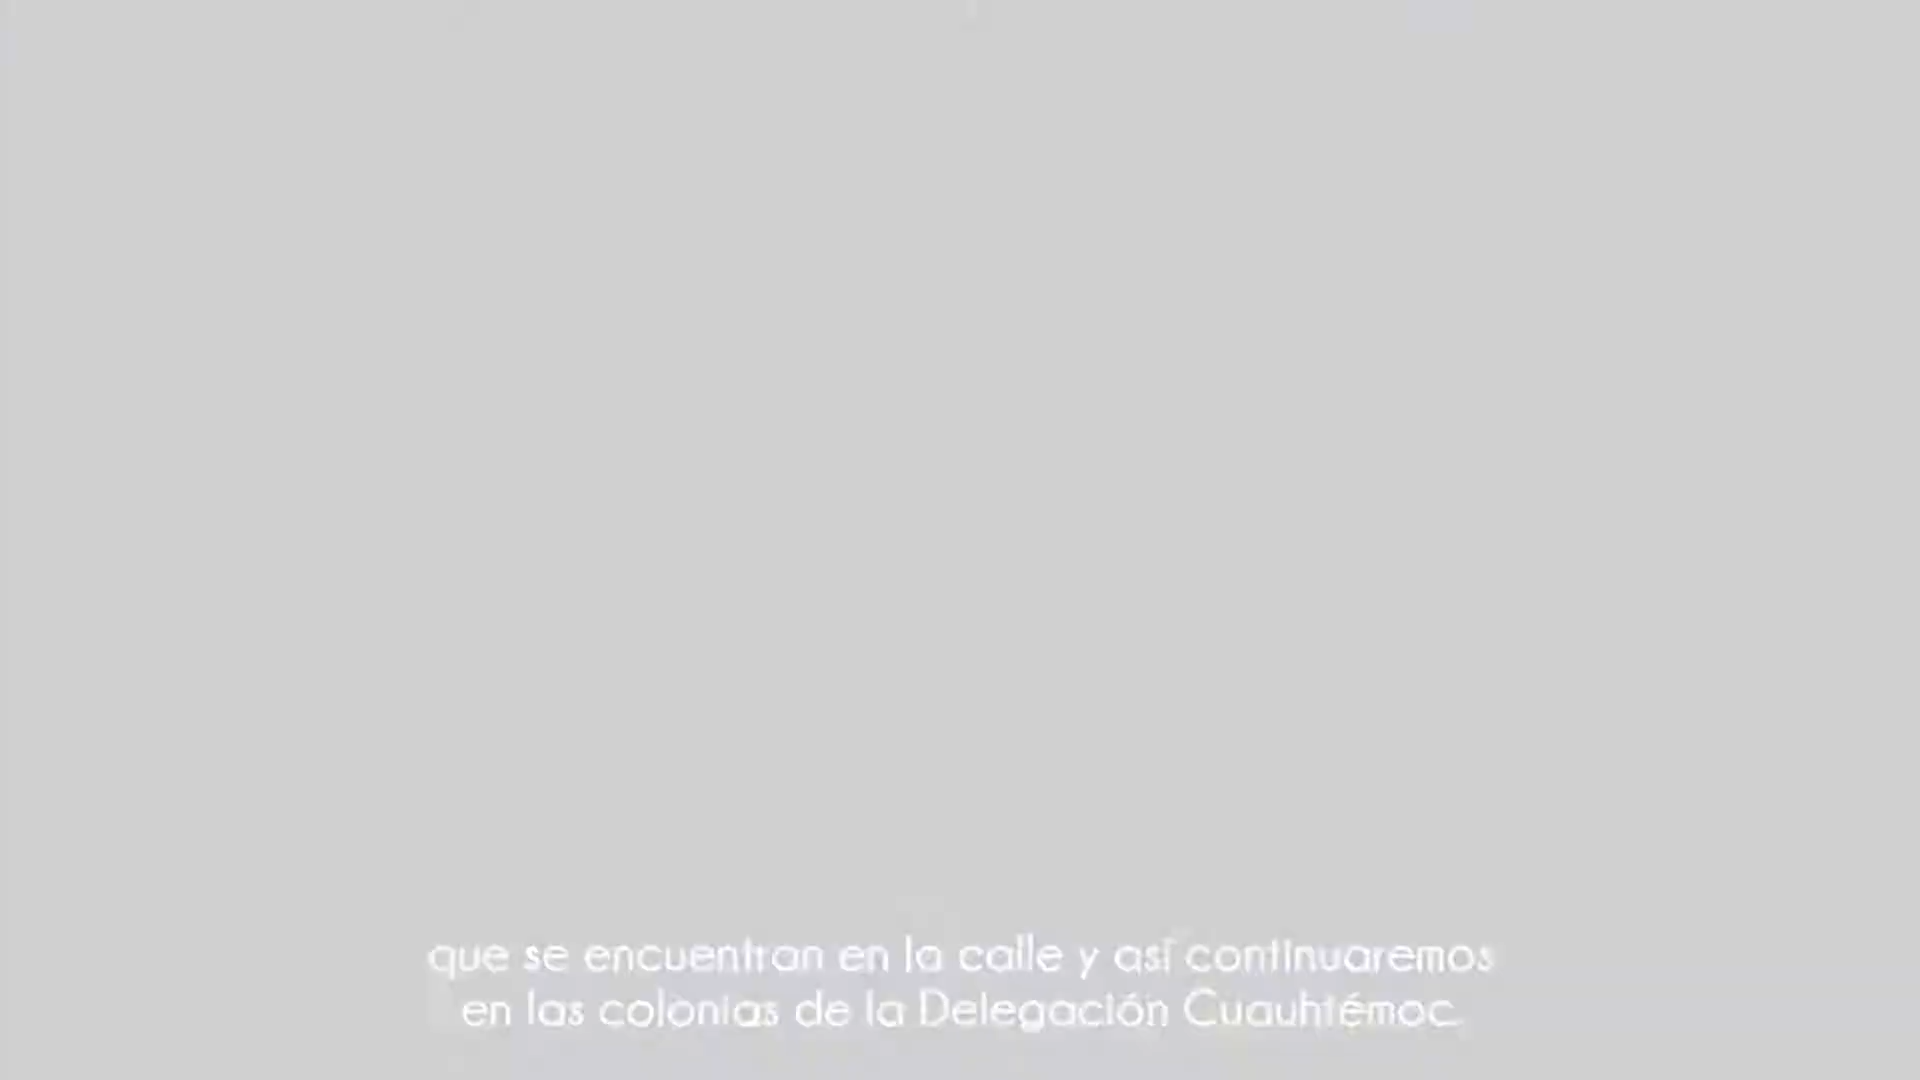 que se encuentran en la calle y así continuaremos
en las colonias de la Delegación Cuauhtémoc.